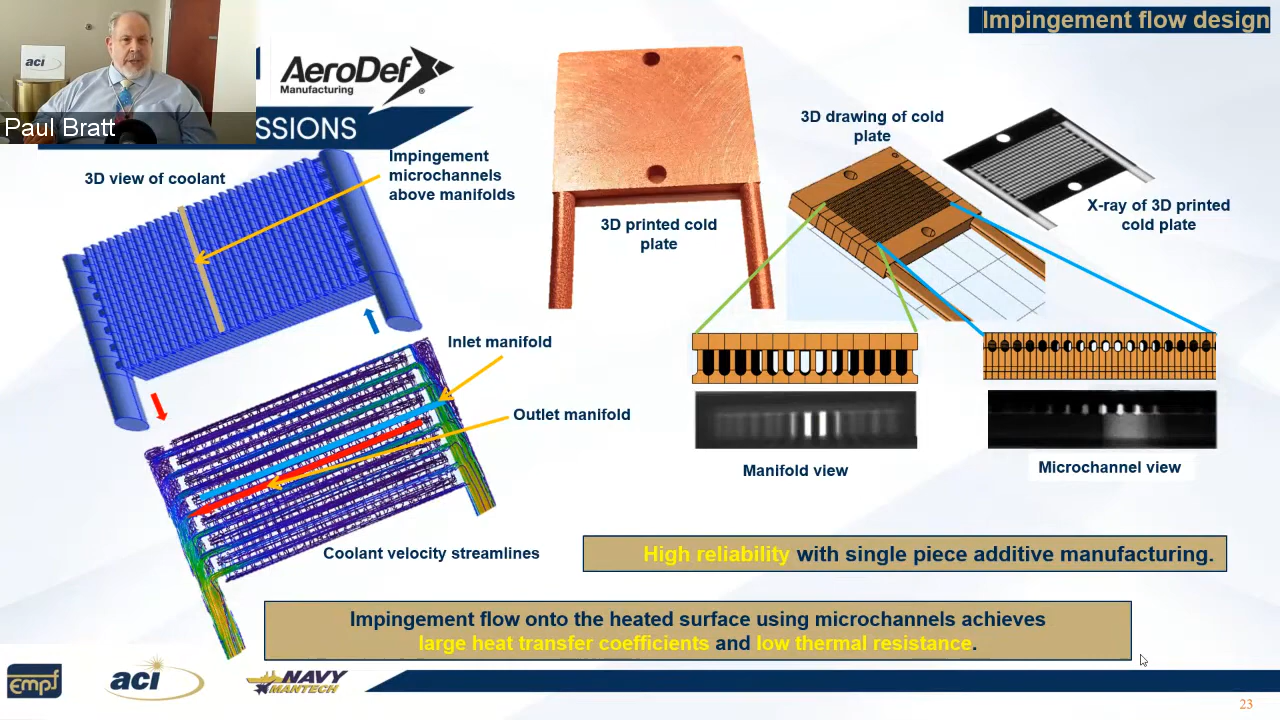 Impingement flow design
aci
Paul Bratt
AeroDef
Manufacturing
®
SSIONS
3D view of coolant
Impingement
microchannels
above manifolds
3D printed cold
plate
3D drawing of cold
plate
X-ray of 3D printed
cold plate
Inlet manifold
Outlet manifold
Coolant velocity streamlines
Manifold view
Microchannel view
High reliability with single piece additive manufacturing.
Impingement flow onto the heated surface using microchannels achieves
large heat transfer coefficients and low thermal resistance.
empf
aci
NAVY
MANTECH
23